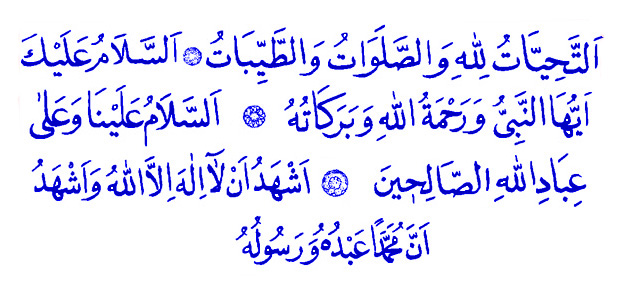 اَلتَّحِيَّاتُ لِلّٰهِ وَالصَّلَوَاتُ وَالطَّيِّبَاتُ ۞ اَلسَّلَامُ عَلَيْكَ
اَيُّهَا النَّبِىُّ وَرَحْمَةُ اللّٰهِ وَبَرَكَاتُهُ ۞ اَلسَّلَامُ عَلَيْنَا وَعَلٰى
عِبَادِ اللّٰهِ الصَّالِحٖينَ ۞ اَشْهَدُ اَنْ لَٓا اِلٰهَ اِلَّا اللّٰهُ وَاَشْهَدُ
اَنَّ مُحَمَّدًا عَبْدُهُ وَرَسُولُهُ